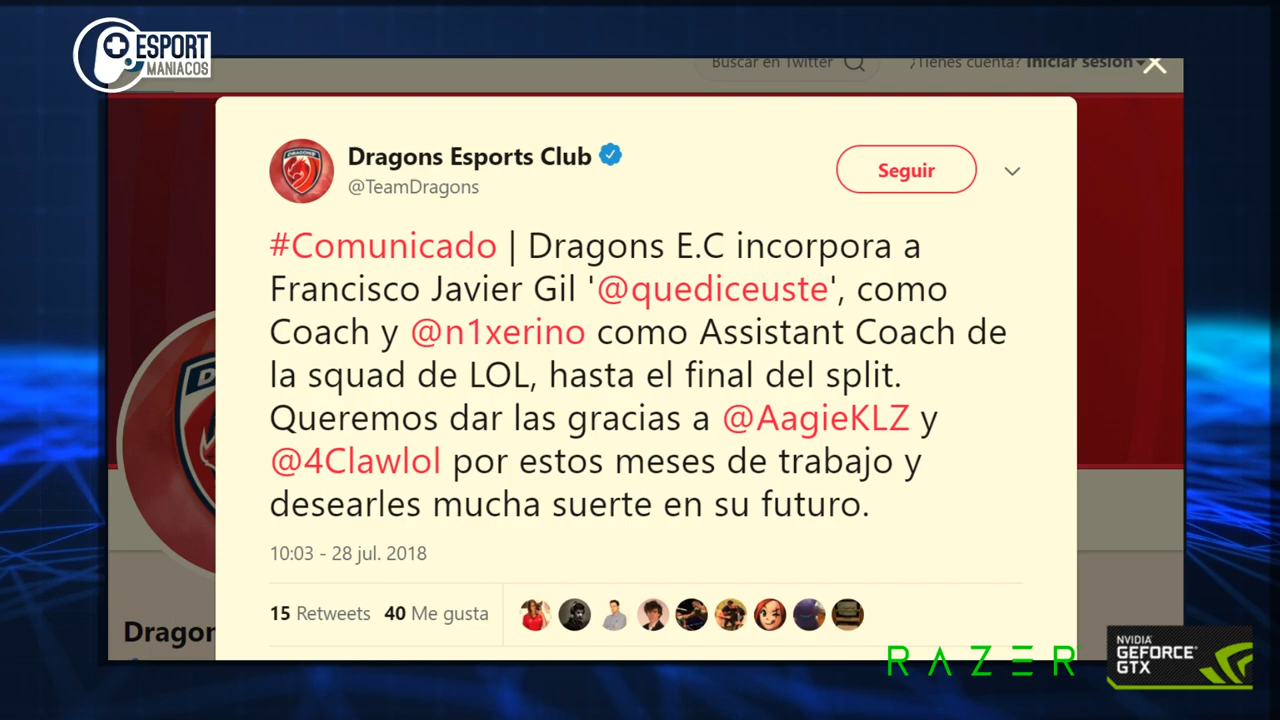 ESPORT
MANIACOS
Buscar en Twitter
¿Tienes cuenta? Iniciar sesión
Dragons Esports Club
@TeamDragons
Seguir
#Comunicado | Dragons E.C incorpora a
Francisco Javier Gil '@quediceuste', como
Coach y @n1xerino como Assistant Coach de
la squad de LOL, hasta el final del split.
Queremos dar las gracias a @AagieKLZ y
@4Clawlol por estos meses de trabajo y
desearles mucha suerte en su futuro.
10:03 - 28 jul. 2018
15 Retweets 40 Me gusta
Dragon
RAZER
NVIDIA
GEFORCE
GTX